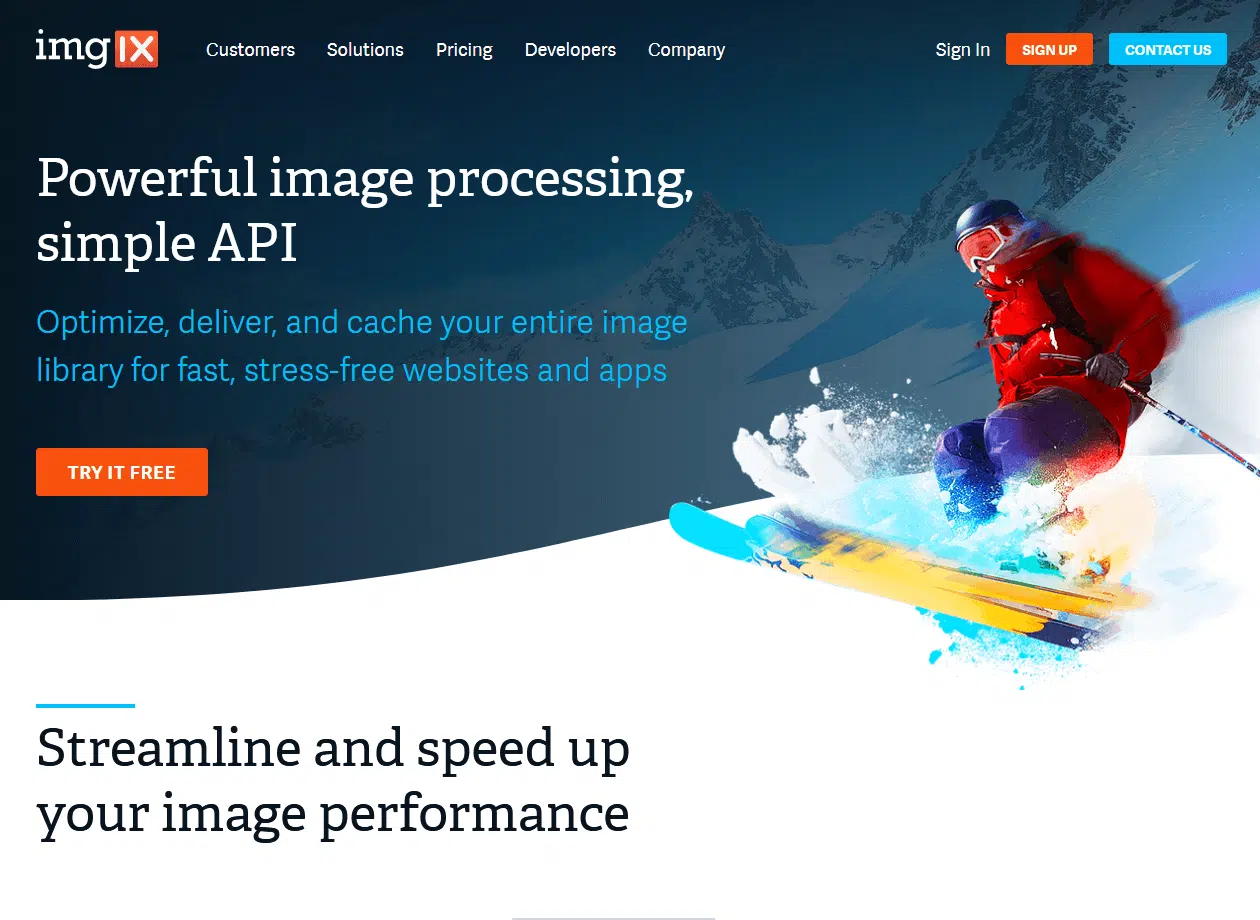 imgIX
Customers Solutions Pricing Developers Company Sign In SIGN UP CONTACT US
Powerful image processing,
simple API
Optimize, deliver, and cache your entire image
library for fast, stress-free websites and apps
TRY IT FREE
Streamline and speed up
your image performance